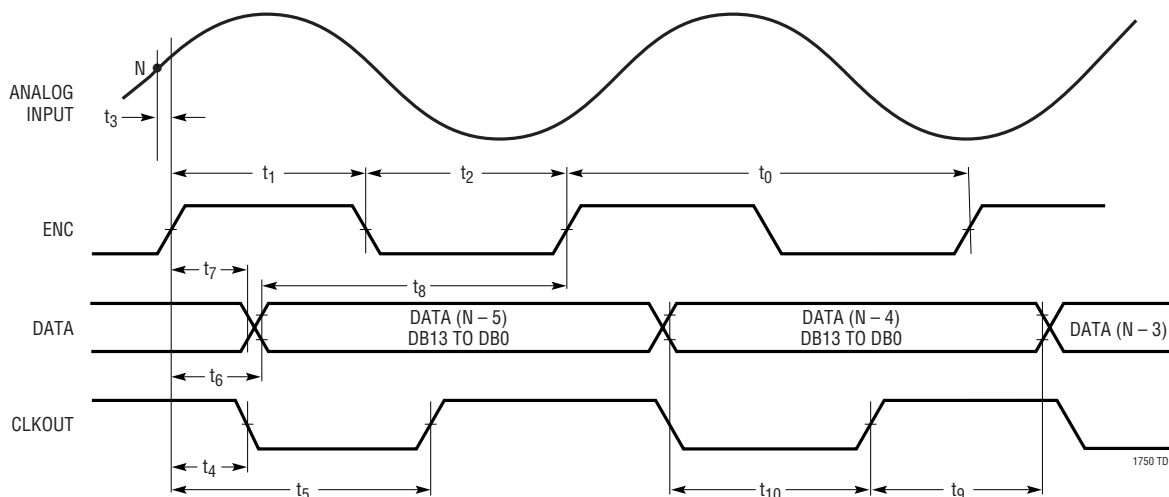 N
ANALOG
INPUT
t3
t1
t2
t0
ENC
t7
t8
DATA
DATA (N – 5)
DB13 TO DB0
DATA (N – 4)
DB13 TO DB0
DATA (N – 3)
t6
CLKOUT
t4
t5
t10
t9
1750 TD